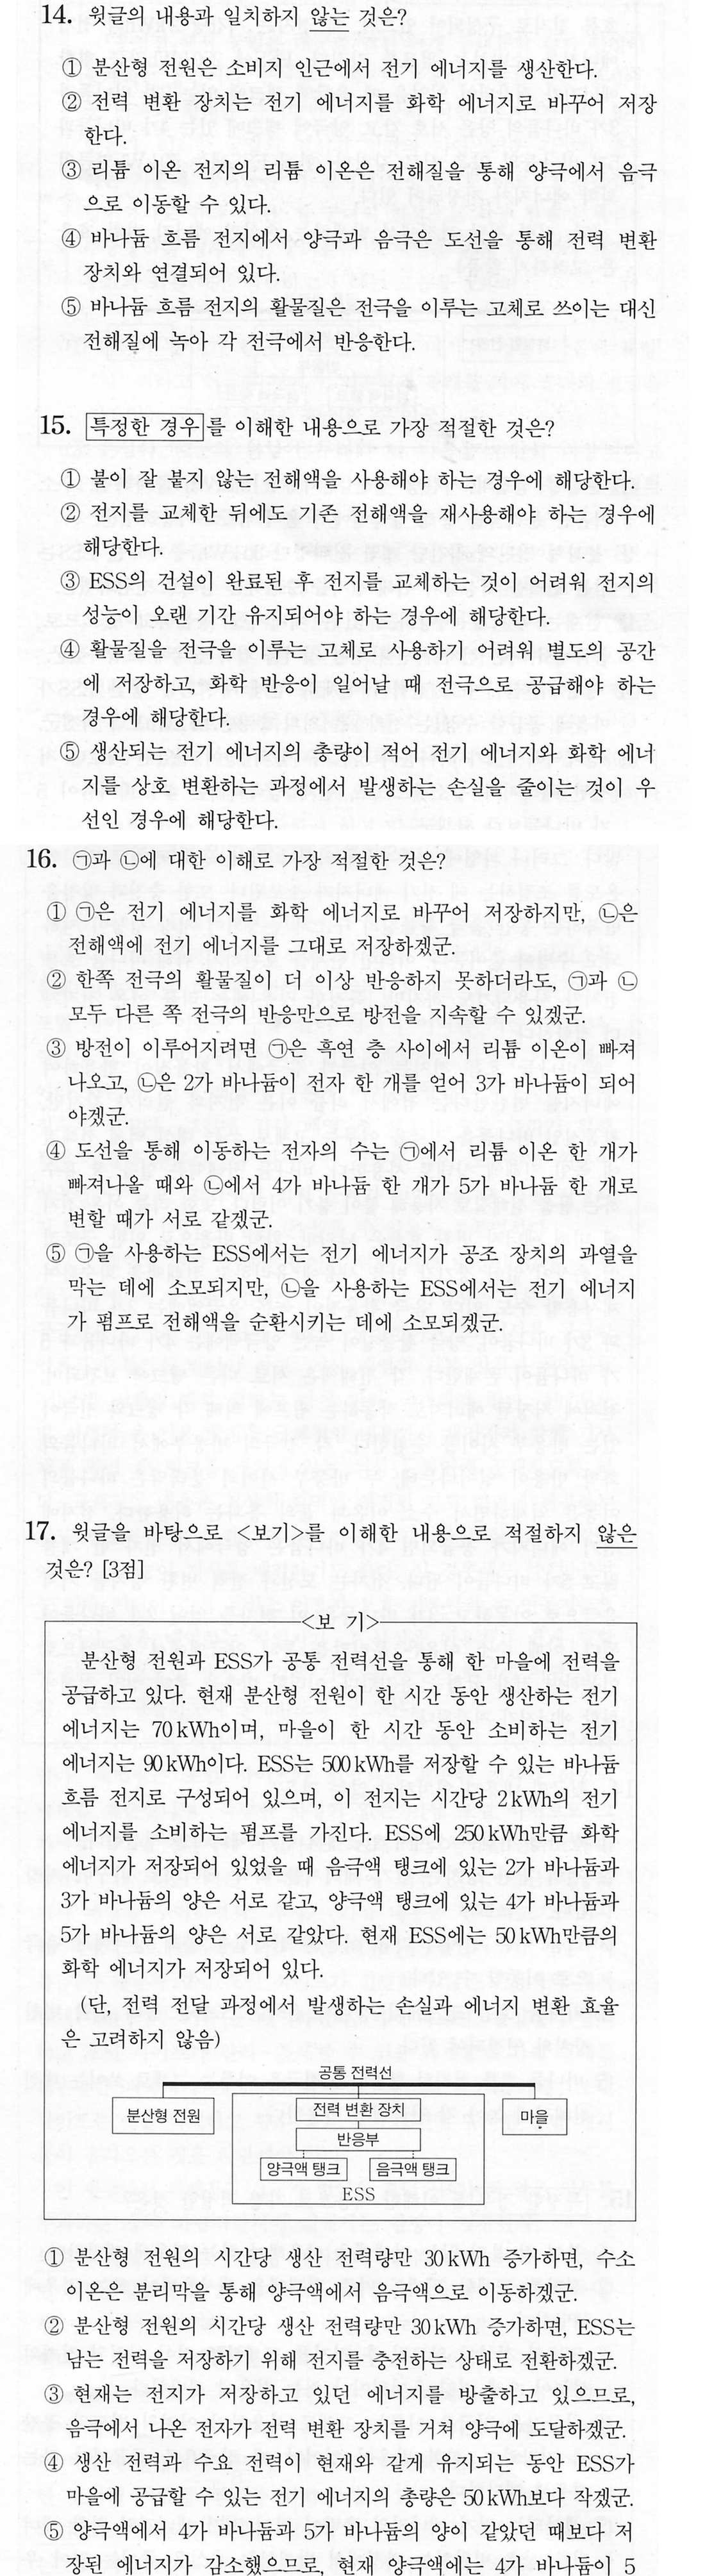 14. 윗글의 내용과 일치하지 않는 것은?
① 분산형 전원은 소비지 인근에서 전기 에너지를 생산한다.
② 전력 변환 장치는 전기 에너지를 화학 에너지로 바꾸어 저장
한다.
③ 리튬 이온 전지의 리튬 이온은 전해질을 통해 양극에서 음극
으로 이동할 수 있다.
④ 바나듐 흐름 전지에서 양극과 음극은 도선을 통해 전력 변환
장치와 연결되어 있다.
⑤ 바나듐 흐름 전지의 활물질은 전극을 이루는 고체로 쓰이는 대신
전해질에 녹아 각 전극에서 반응한다.
15. 특정한 경우를 이해한 내용으로 가장 적절한 것은?
① 불이 잘 붙지 않는 전해액을 사용해야 하는 경우에 해당한다.
② 전지를 교체한 뒤에도 기존 전해액을 재사용해야 하는 경우에
해당한다.
③ ESS의 건설이 완료된 후 전지를 교체하는 것이 어려워 전지의
성능이 오랜 기간 유지되어야 하는 경우에 해당한다.
④ 활물질을 전극을 이루는 고체로 사용하기 어려워 별도의 공간
에 저장하고, 화학 반응이 일어날 때 전극으로 공급해야 하는
경우에 해당한다.
⑤ 생산되는 전기 에너지의 총량이 적어 전기 에너지와 화학 에너
지를 상호 변환하는 과정에서 발생하는 손실을 줄이는 것이 우
선인 경우에 해당한다.
16. ㉠과 ㉡에 대한 이해로 가장 적절한 것은?
① ㉠은 전기 에너지를 화학 에너지로 바꾸어 저장하지만, ㉡은
전해액에 전기 에너지를 그대로 저장하겠군.
② 한쪽 전극의 활물질이 더 이상 반응하지 못하더라도, ㉠과 ㉡
모두 다른 쪽 전극의 반응만으로 방전을 지속할 수 있겠군.
③ 방전이 이루어지려면 ㉠은 흑연 층 사이에서 리튬 이온이 빠져
나오고, ㉡은 2가 바나듐이 전자 한 개를 얻어 3가 바나듐이 되어
야겠군.
④ 도선을 통해 이동하는 전자의 수는 ㉠에서 리튬 이온 한 개가
빠져나올 때와 ㉡에서 4가 바나듐 한 개가 5가 바나듐 한 개로
변할 때가 서로 같겠군.
⑤ ㉠을 사용하는 ESS에서는 전기 에너지가 공조 장치의 과열을
막는 데에 소모되지만, ㉡을 사용하는 ESS에서는 전기 에너지
가 펌프로 전해액을 순환시키는 데에 소모되겠군.
17. 윗글을 바탕으로 <보기>를 이해한 내용으로 적절하지 않은
것은? [3점]
<보 기>
분산형 전원과 ESS가 공통 전력선을 통해 한 마을에 전력을
공급하고 있다. 현재 분산형 전원이 한 시간 동안 생산하는 전기
에너지는 70kWh이며, 마을이 한 시간 동안 소비하는 전기
에너지는 90kWh이다. ESS는 500kWh를 저장할 수 있는 바나듐
흐름 전지로 구성되어 있으며, 이 전지는 시간당 2kWh의 전기
에너지를 소비하는 펌프를 가진다. ESS에 250kWh만큼 화학
에너지가 저장되어 있었을 때 음극액 탱크에 있는 2가 바나듐과
3가 바나듐의 양은 서로 같고, 양극액 탱크에 있는 4가 바나듐과
5가 바나듐의 양은 서로 같았다. 현재 ESS에는 50kWh만큼의
화학 에너지가 저장되어 있다.
(단, 전력 전달 과정에서 발생하는 손실과 에너지 변환 효율
은 고려하지 않음)
공통 전력선
분산형 전원
전력 변환 장치
마을
반응부
양극액 탱크 음극액 탱크
ESS
① 분산형 전원의 시간당 생산 전력량만 30kWh 증가하면, 수소
이온은 분리막을 통해 양극액에서 음극액으로 이동하겠군.
② 분산형 전원의 시간당 생산 전력량만 30kWh 증가하면, ESS는
남는 전력을 저장하기 위해 전지를 충전하는 상태로 전환하겠군.
③ 현재는 전지가 저장하고 있던 에너지를 방출하고 있으므로,
음극에서 나온 전자가 전력 변환 장치를 거쳐 양극에 도달하겠군.
④ 생산 전력과 수요 전력이 현재와 같게 유지되는 동안 ESS가
마을에 공급할 수 있는 전기 에너지의 총량은 50kWh보다 작겠군.
⑤ 양극액에서 4가 바나듐과 5가 바나듐의 양이 같았던 때보다 저
장된 에너지가 감소했으므로, 현재 양극액에는 4가 바나듐이 5